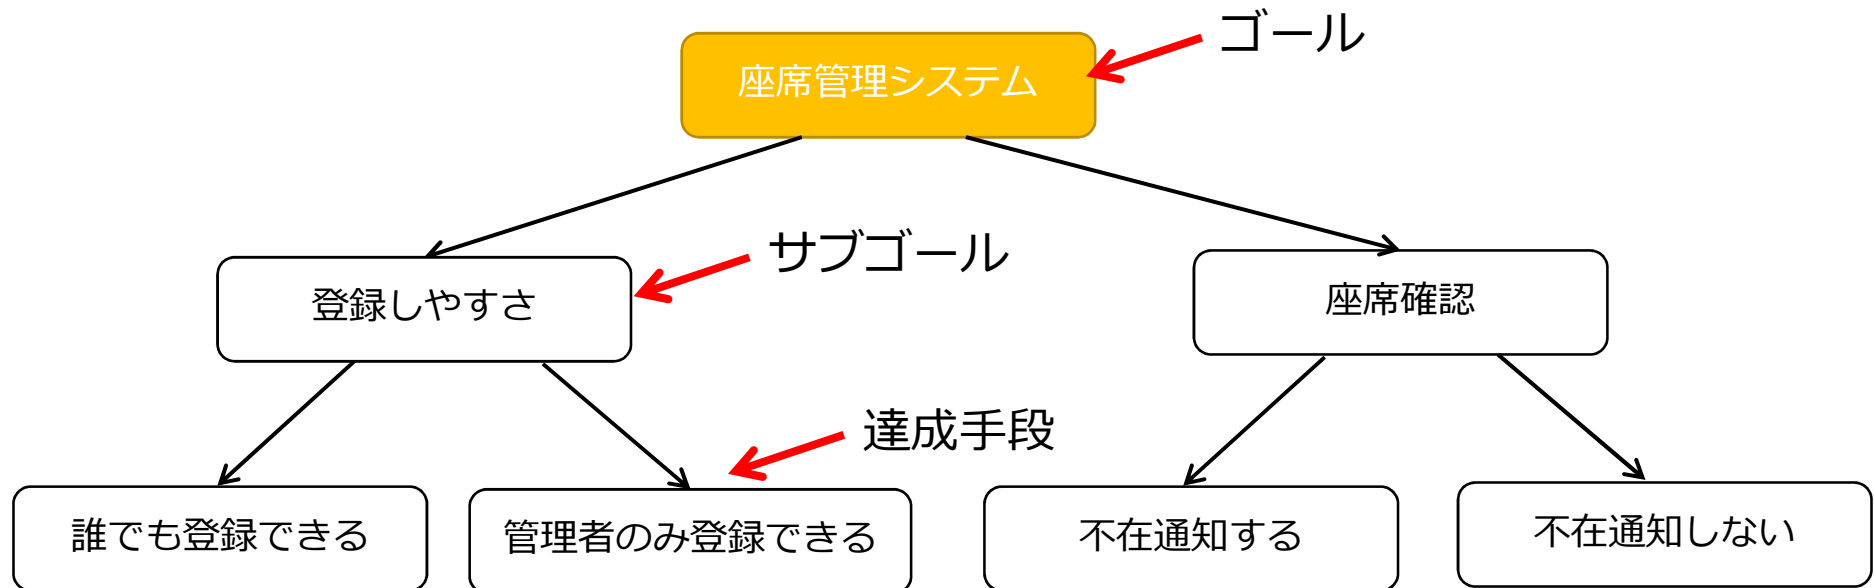 ゴール
座席管理システム
サブゴール
登録しやすさ
座席確認
達成手段
誰でも登録できる
管理者のみ登録できる
不在通知する
不在通知しない